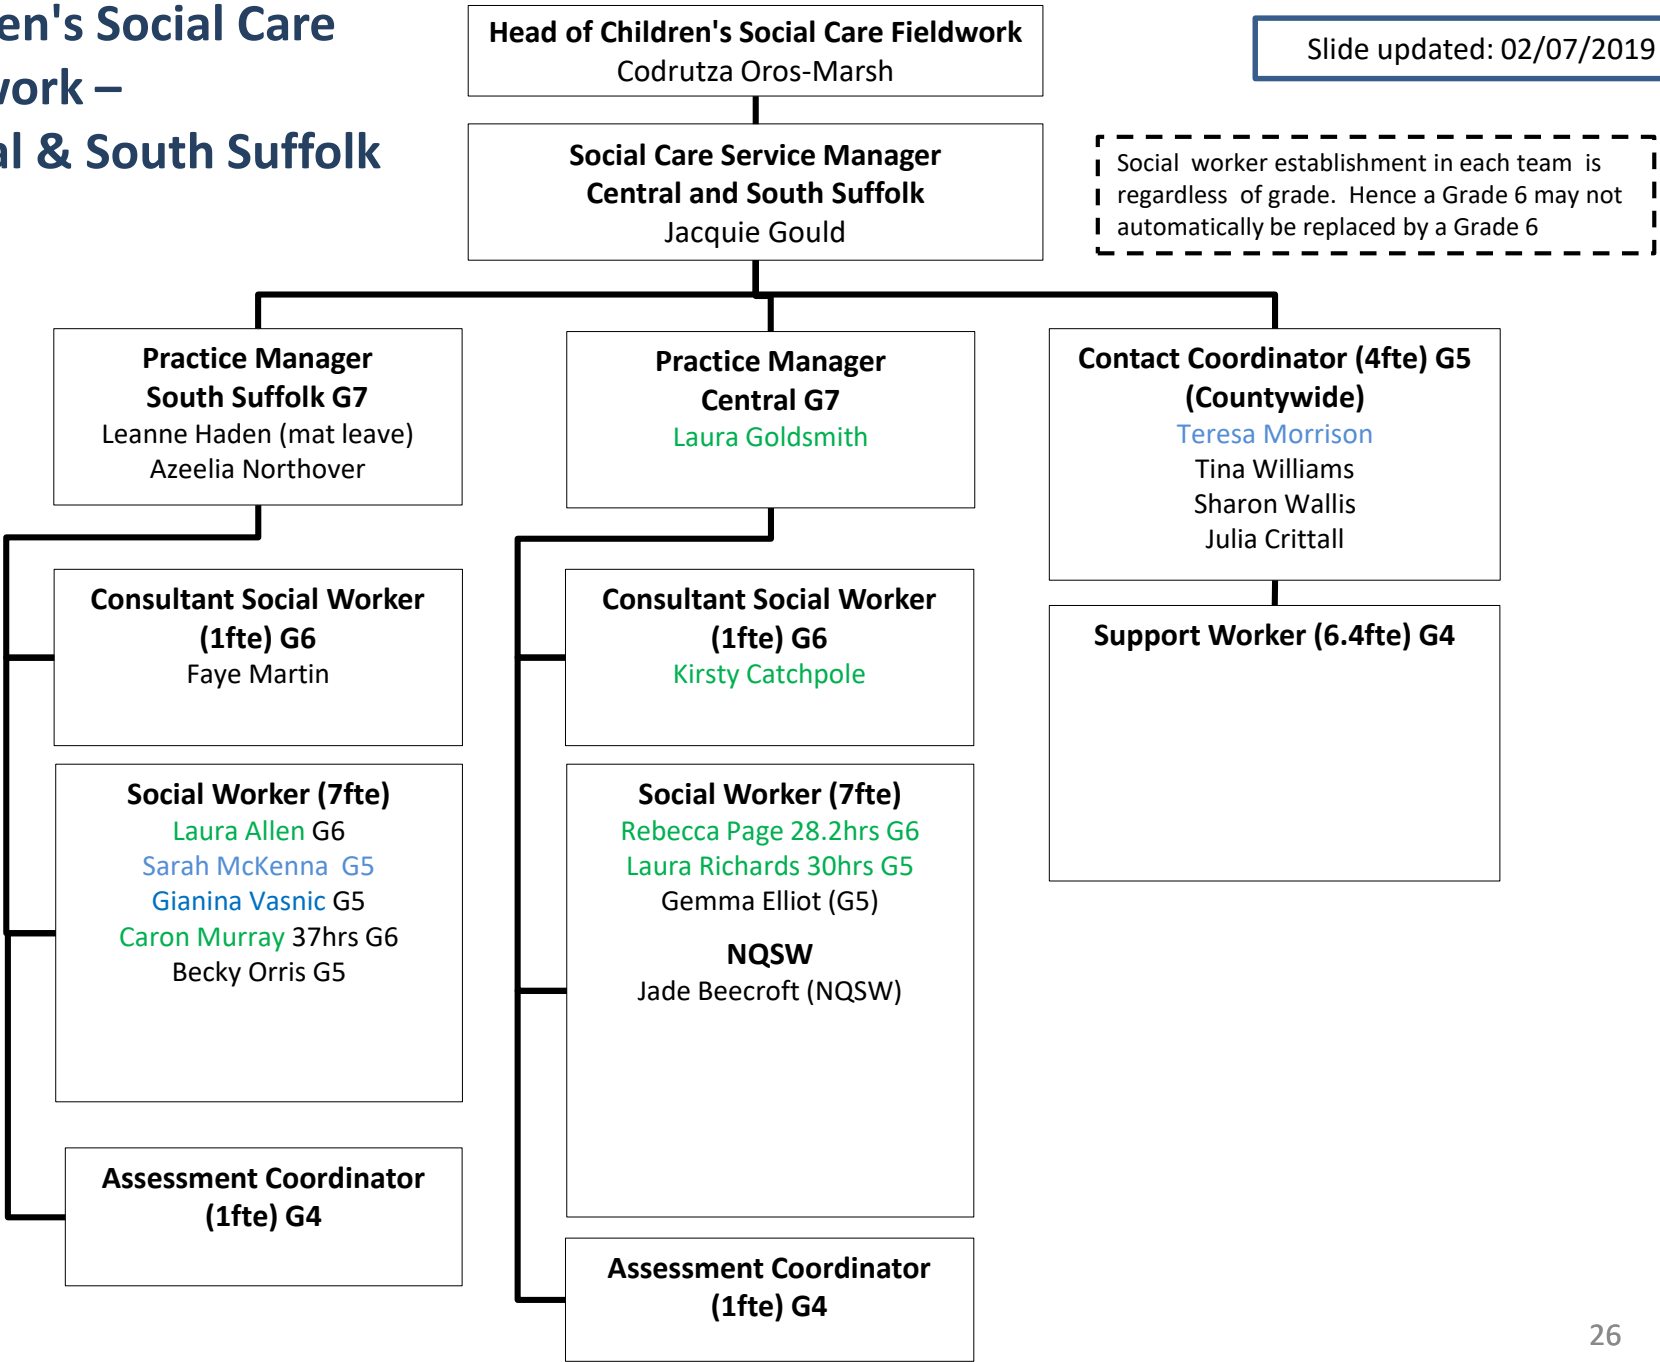 en's Social Care
work –
al & South Suffolk
Head of Children's Social Care Fieldwork
Codrutza Oros-Marsh
Slide updated: 02/07/2019
Social Care Service Manager
Central and South Suffolk
Jacquie Gould
Social worker establishment in each team is
regardless of grade. Hence a Grade 6 may not
automatically be replaced by a Grade 6
Practice Manager
South Suffolk G7
Leanne Haden (mat leave)
Azeelia Northover
Practice Manager
Central G7
Laura Goldsmith
Contact Coordinator (4fte) G5
(Countywide)
Teresa Morrison
Tina Williams
Sharon Wallis
Julia Crittall
Consultant Social Worker
(1fte) G6
Faye Martin
Consultant Social Worker
(1fte) G6
Kirsty Catchpole
Support Worker (6.4fte) G4
Social Worker (7fte)
Laura Allen G6
Sarah McKenna G5
Gianina Vasnic G5
Caron Murray 37hrs G6
Becky Orris G5
Social Worker (7fte)
Rebecca Page 28.2hrs G6
Laura Richards 30hrs G5
Gemma Elliot (G5)
NQSW
Jade Beecroft (NQSW)
Assessment Coordinator
(1fte) G4
Assessment Coordinator
(1fte) G4
26